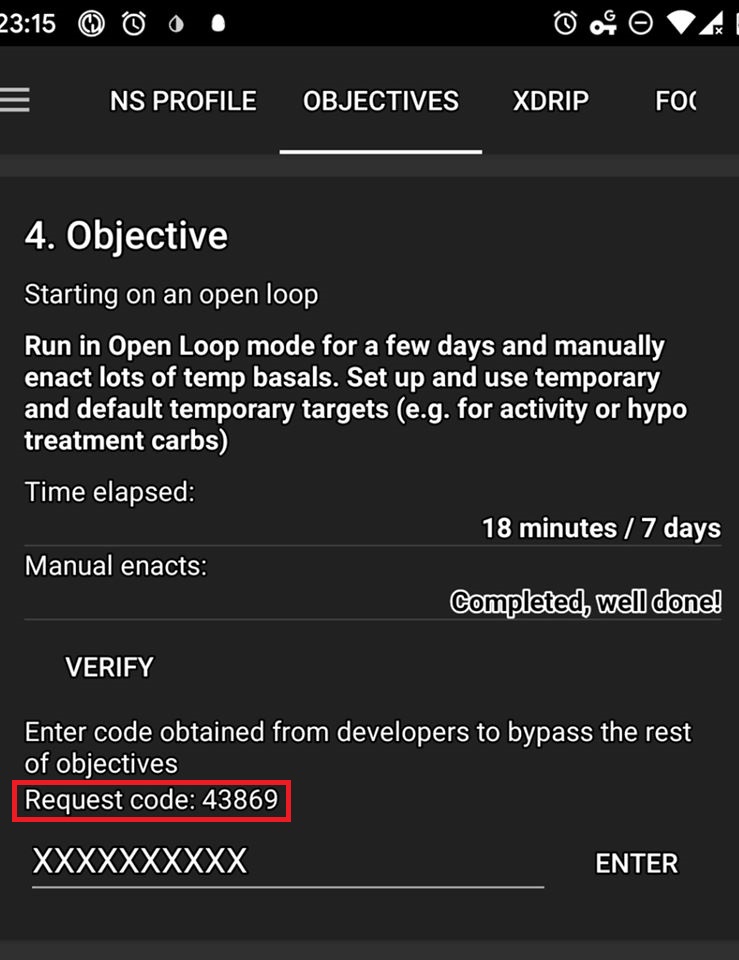 23:15
G
NS PROFILE OBJECTIVES XDRIP FOO
4. Objective
Starting on an open loop
Run in Open Loop mode for a few days and manually
enact lots of temp basals. Set up and use temporary
and default temporary targets (e.g. for activity or hypo
treatment carbs)
Time elapsed:
18 minutes / 7 days
Manual enacts:
Completed, well done!
VERIFY
Enter code obtained from developers to bypass the rest
of objectives
Request code: 43869
XXXXXXXXXX ENTER